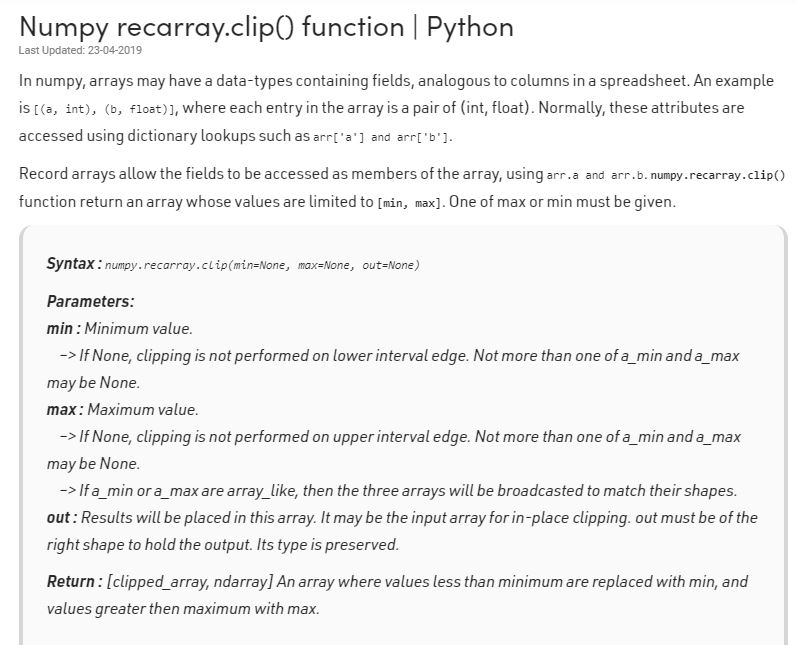 Numpy recarray.clip() function | Python
Last Updated: 23-04-2019
In numpy, arrays may have a data-types containing fields, analogous to columns in a spreadsheet. An example
is [(a, int), (b, float)], where each entry in the array is a pair of (int, float). Normally, these attributes are
accessed using dictionary lookups such as arr['a'] and arr['b'].
Record arrays allow the fields to be accessed as members of the array, using arr.a and arr.b. numpy.recarray.clip()
function return an array whose values are limited to [min, max]. One of max or min must be given.
Syntax : numpy.recarray.clip(min=None, max=None, out=None)
Parameters:
min : Minimum value.
–> If None, clipping is not performed on lower interval edge. Not more than one of a_min and a_max
may be None.
max : Maximum value.
–> If None, clipping is not performed on upper interval edge. Not more than one of a_min and a_max
may be None.
–> If a_min or a_max are array_like, then the three arrays will be broadcasted to match their shapes.
out : Results will be placed in this array. It may be the input array for in-place clipping. out must be of the
right shape to hold the output. Its type is preserved.
Return : [clipped_array, ndarray] An array where values less than minimum are replaced with min, and
values greater then maximum with max.